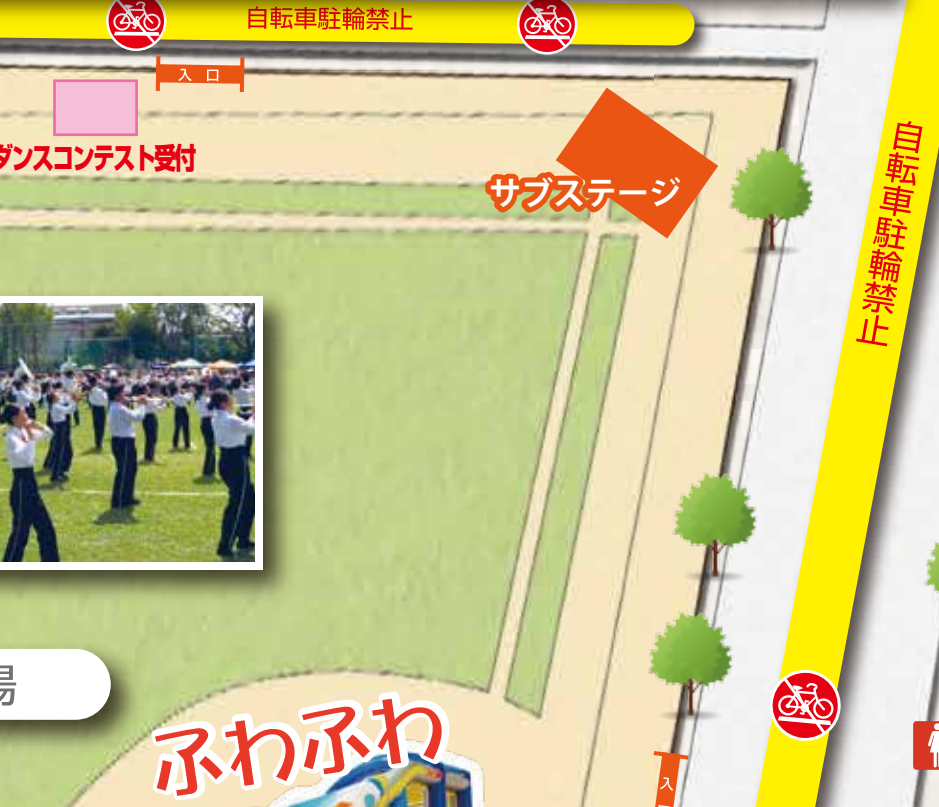 自転車駐輪禁止
入口
ダンスコンテスト受付
サブステージ
自転車駐輪禁止
場
ふわふわ
入